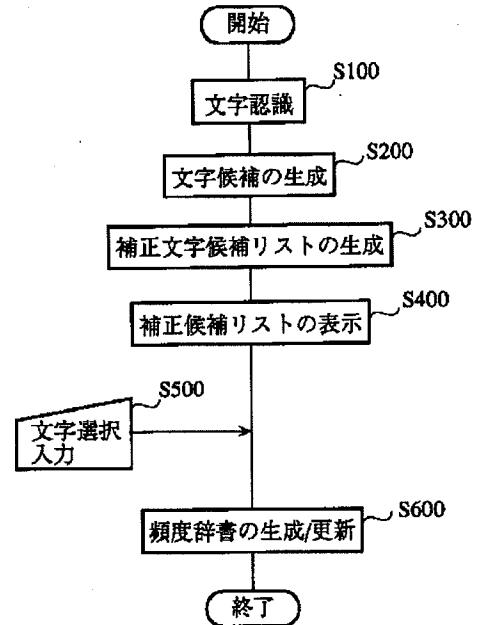 開始
S100
文字認識
S200
文字候補の生成
S300
補正文字候補リストの生成
S400
補正候補リストの表示
S500
文字選択
入力
S600
頻度辞書の生成/更新
終了